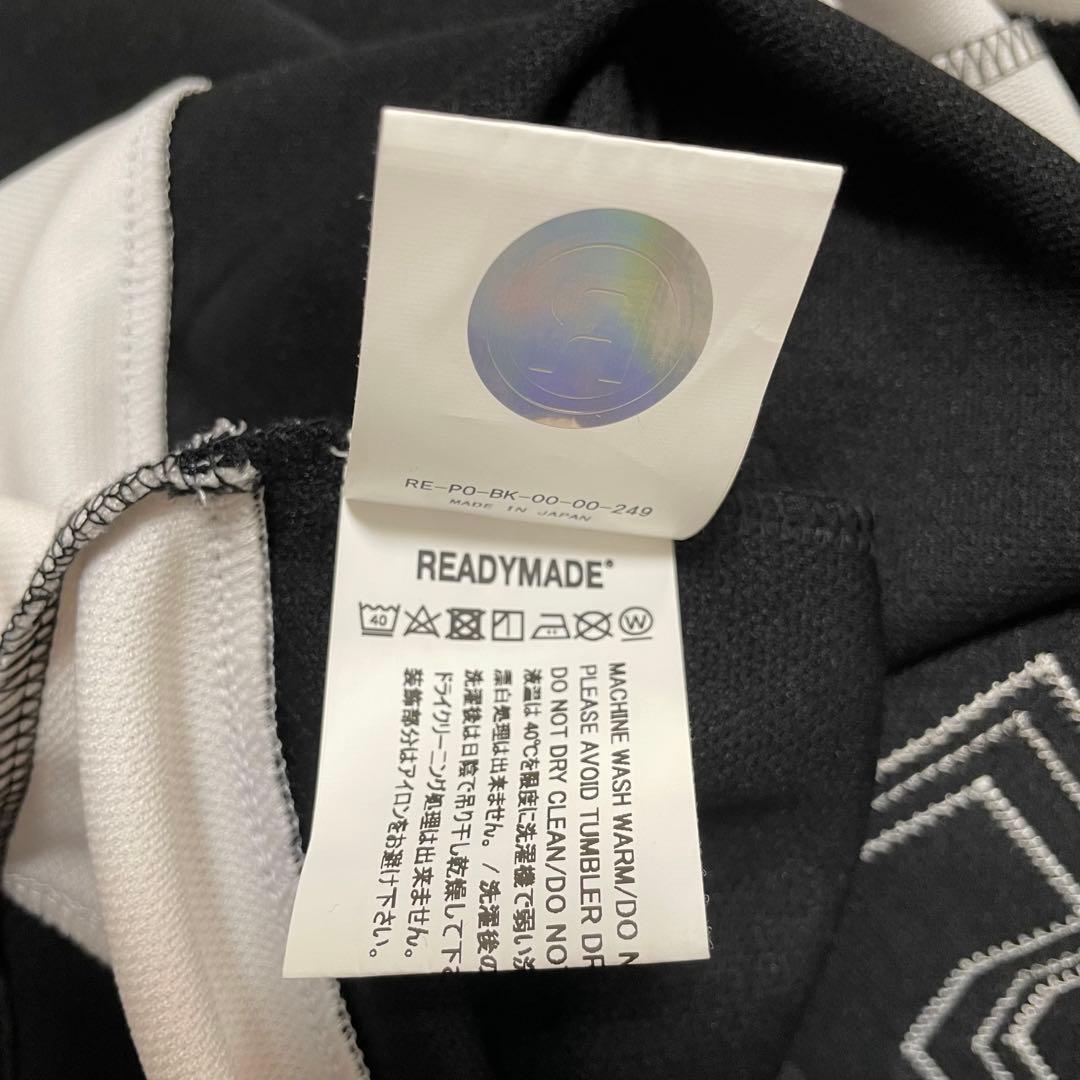 RE-PO-BK-00-00-249
MADE IN JAPAN
READYMADE®
40
W
MACHINE WASH WARM/DO
PLEASE AVOID TUMBLER
DO NOT DRY CLEAN/DO
液温は40℃を限度に洗濯機で弱い
漂白処理は出来ません。/洗濯後の
洗濯後は日陰で吊り干し乾燥して下
ドライクリーニング処理は出来ません。
装飾部分はアイロンをお避け下さい。